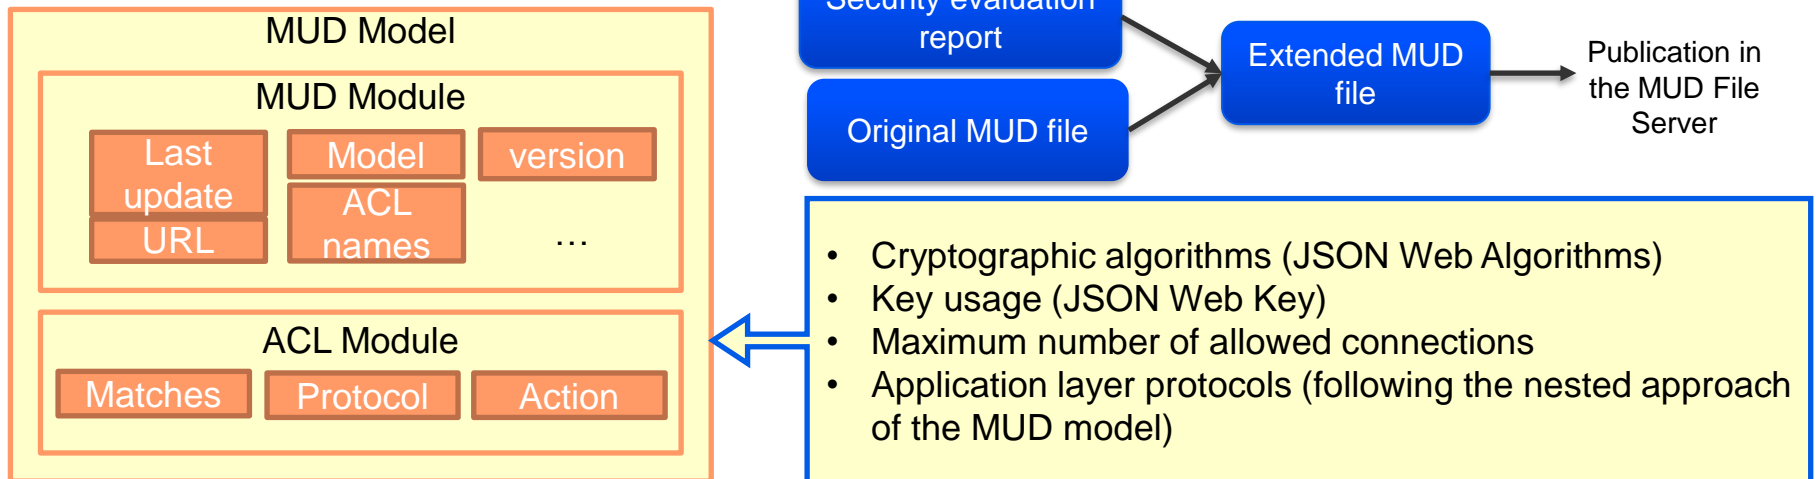 MUD Model
MUD Module
Last
update
URL
Model
ACL
names
version
…
ACL Module
Matches
Protocol
Action
Security evaluation
report
Original MUD file
Extended MUD
file
Publication in
the MUD File
Server
• Cryptographic algorithms (JSON Web Algorithms)
• Key usage (JSON Web Key)
• Maximum number of allowed connections
• Application layer protocols (following the nested approach
of the MUD model)